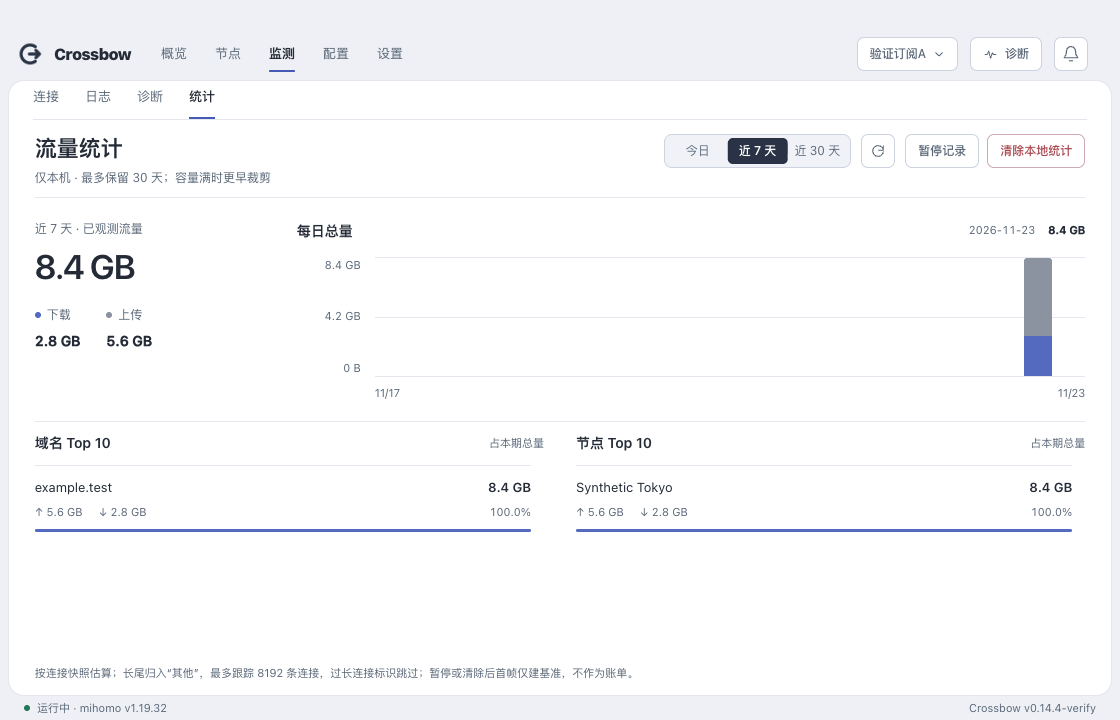 Crossbow 概览 节点 监测 配置 设置 验证订阅A 诊断
连接 日志 诊断 统计
流量统计 今日 近 7 天 近 30 天 暂停记录 清除本地统计
仅本机 · 最多保留 30 天；容量满时更早裁剪
近 7 天 · 已观测流量 每日总量 2026-11-23 8.4 GB
8.4 GB
8.4 GB
下载 上传 4.2 GB
2.8 GB 5.6 GB
0 B
11/17 11/23
域名 Top 10 占本期总量 节点 Top 10 占本期总量
example.test 8.4 GB Synthetic Tokyo 8.4 GB
↑ 5.6 GB ↓ 2.8 GB 100.0% ↑ 5.6 GB ↓ 2.8 GB 100.0%
按连接快照估算；长尾归入“其他”，最多跟踪 8192 条连接，过长连接标识跳过；暂停或清除后首帧仅建基准，不作为账单。
运行中 · mihomo v1.19.32 Crossbow v0.14.4-verify